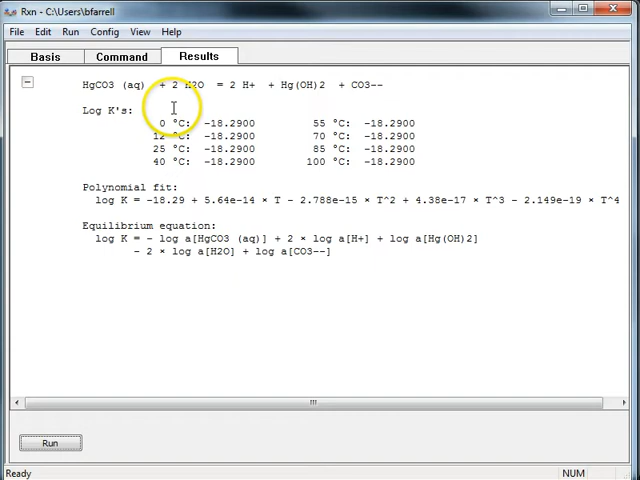 Rxn - C:\Users\bfarrell
File Edit Run Config View Help
Basis Command Results
HgCO3 (aq) + 2 H2O = 2 H+ + Hg(OH)2 + CO3--
Log K's:
0 °C: -18.2900 55 °C: -18.2900
12 °C: -18.2900 70 °C: -18.2900
25 °C: -18.2900 85 °C: -18.2900
40 °C: -18.2900 100 °C: -18.2900
Polynomial fit:
log K = -18.29 + 5.64e-14 × T - 2.788e-15 × T^2 + 4.38e-17 × T^3 - 2.149e-19 × T^4
Equilibrium equation:
log K = - log a[HgCO3 (aq)] + 2 × log a[H+] + log a[Hg(OH)2]
- 2 × log a[H2O] + log a[CO3--]
Run
Ready NUM